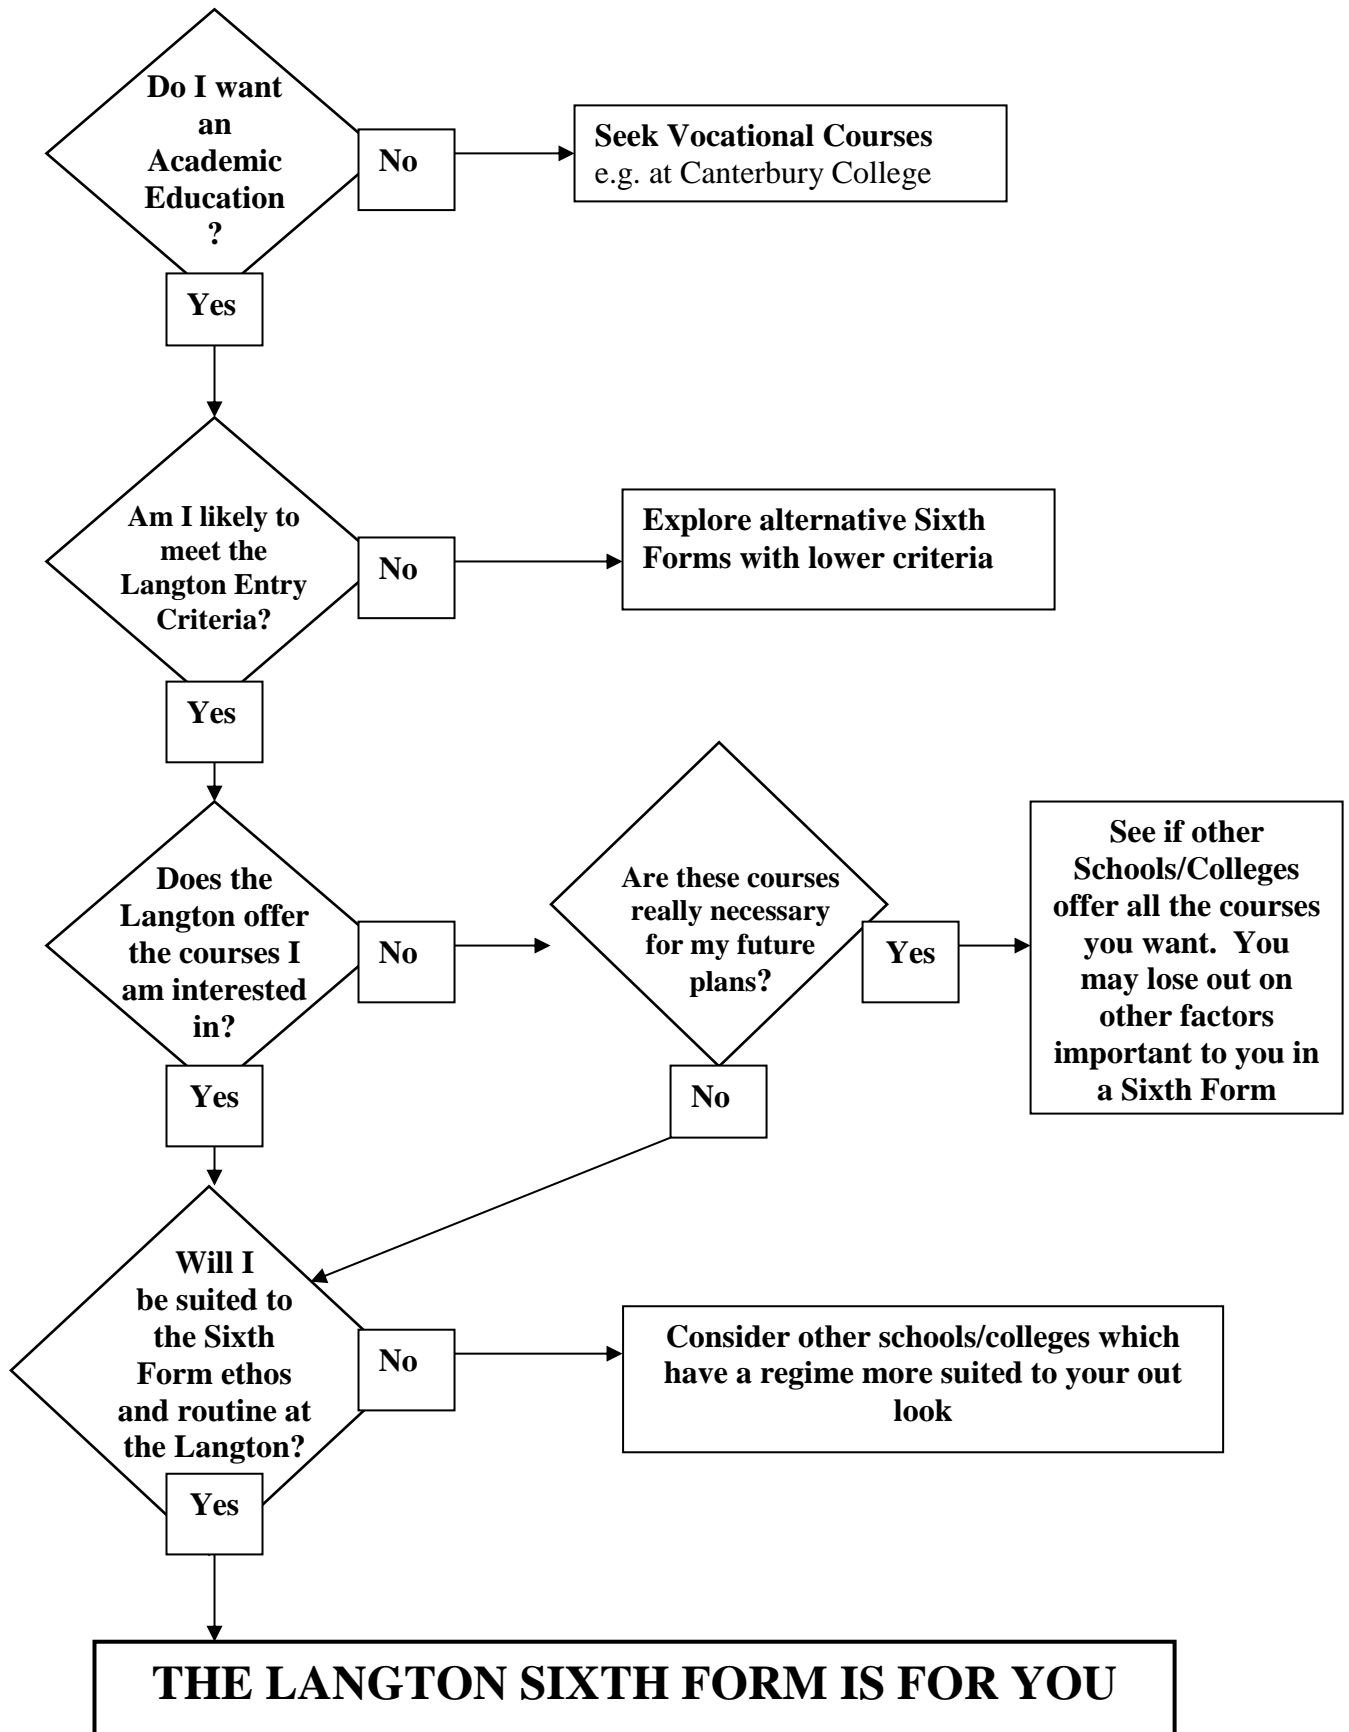 Do I want
an
Academic
Education
?
No
Seek Vocational Courses
e.g. at Canterbury College
Yes
Am I likely to
meet the
Langton Entry
Criteria?
No
Explore alternative Sixth
Forms with lower criteria
Yes
Does the
Langton offer
the courses I
am interested
in?
No
Are these courses
really necessary
for my future
plans?
Yes
See if other
Schools/Colleges
offer all the courses
you want.  You
may lose out on
other factors
important to you in
a Sixth Form
Yes
No
Will I
be suited to
the Sixth
Form ethos
and routine at
the Langton?
No
Consider other schools/colleges which
have a regime more suited to your out
look
Yes
THE LANGTON SIXTH FORM IS FOR YOU